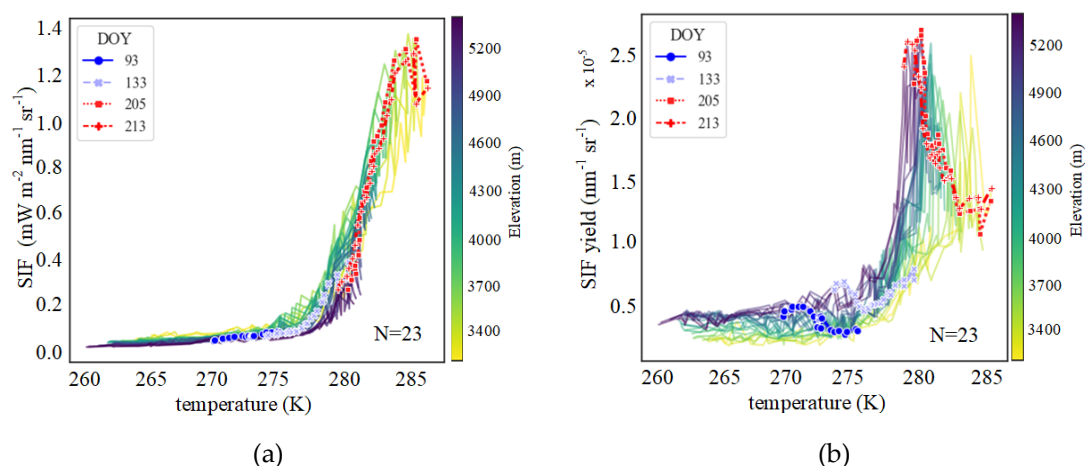 1.4
1.2
1.0
0.8
0.6
0.4
0.2
0.0
SIF (mW m⁻² nm⁻¹ sr⁻¹)
DOY
93
133
205
213
N=23
260 265 270 275 280 285
temperature (K)
5200
4900
4600
4300
4000
3700
3400
Elevation (m)
(a)
x 10⁻⁵
2.5
2.0
1.5
1.0
0.5
SIF yield (nm⁻¹ sr⁻¹)
DOY
93
133
205
213
N=23
260 265 270 275 280 285
temperature (K)
5200
4900
4600
4300
4000
3700
3400
Elevation (m)
(b)